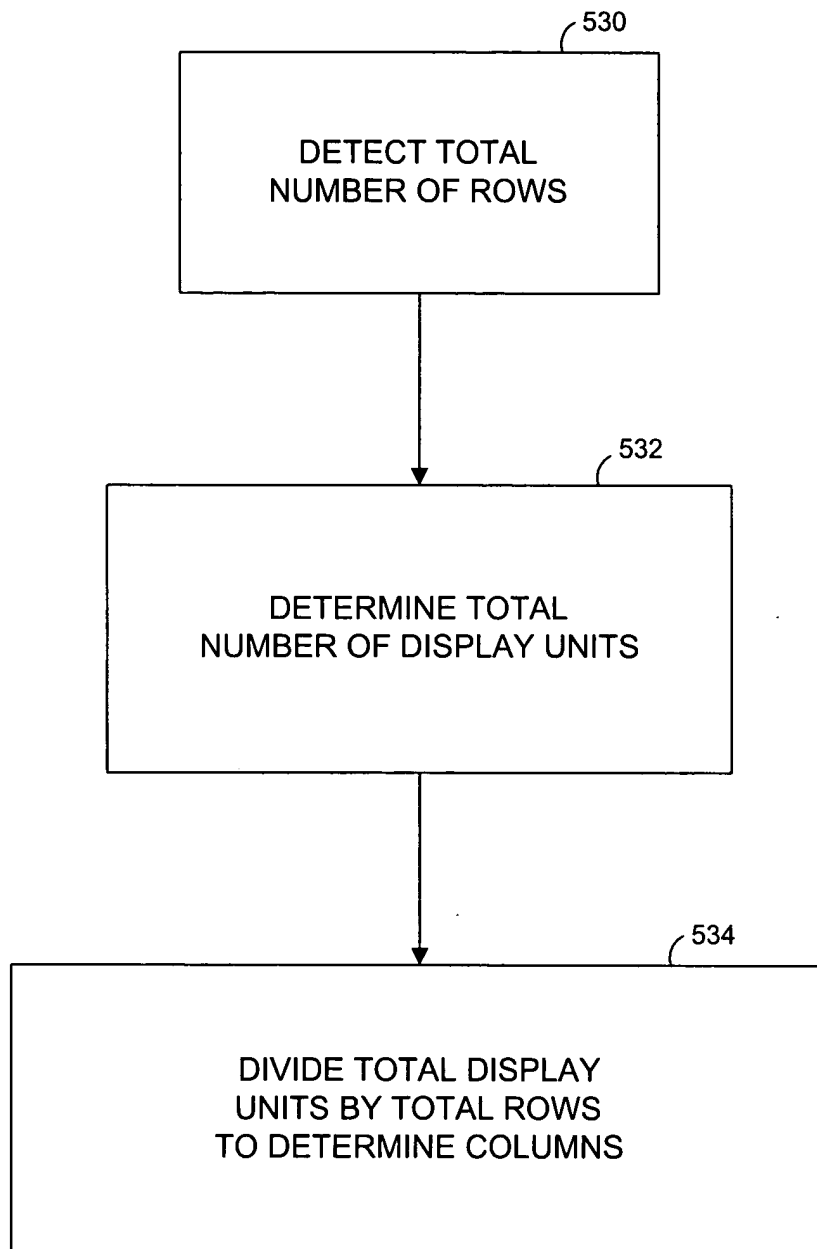 530
DETECT TOTAL
NUMBER OF ROWS
532
DETERMINE TOTAL
NUMBER OF DISPLAY UNITS
534
DIVIDE TOTAL DISPLAY
UNITS BY TOTAL ROWS
TO DETERMINE COLUMNS